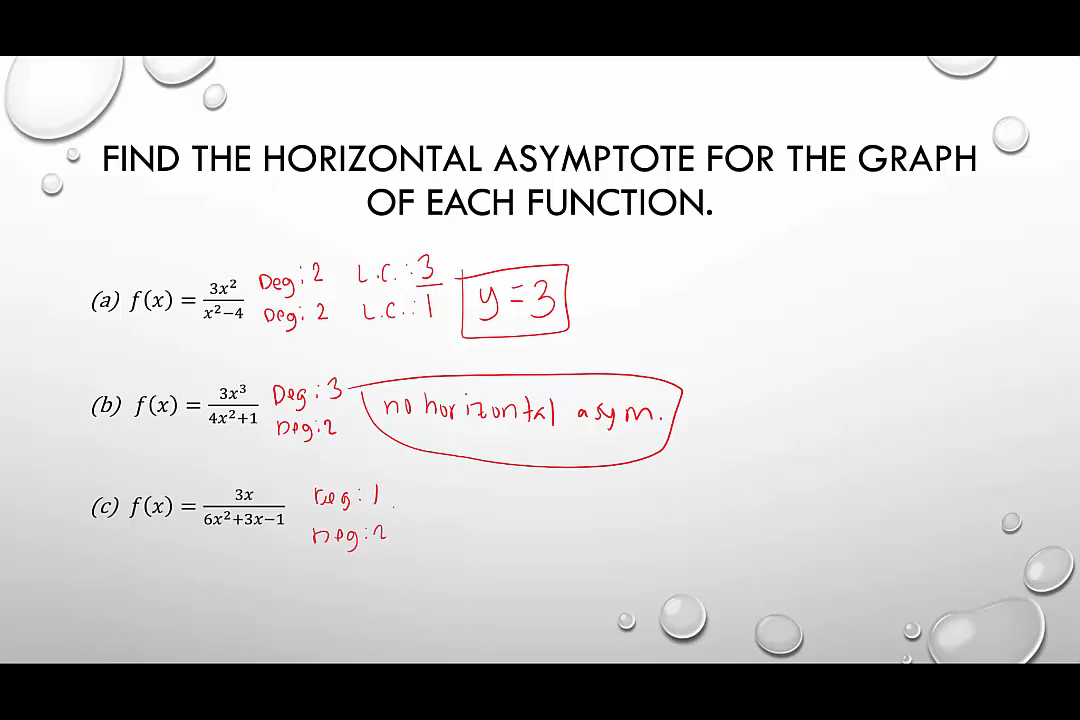 FIND THE HORIZONTAL ASYMPTOTE FOR THE GRAPH
OF EACH FUNCTION.
(a) f(x) = 3x²/(x²−4) Deg: 2 L.C.: 3
Deg: 2 L.C.: 1
y = 3
(b) f(x) = 3x³/(4x²+1) Deg: 3
Deg: 2
no horizontal asym.
(c) f(x) = 3x/(6x²+3x−1) Deg: 1
Deg: 2